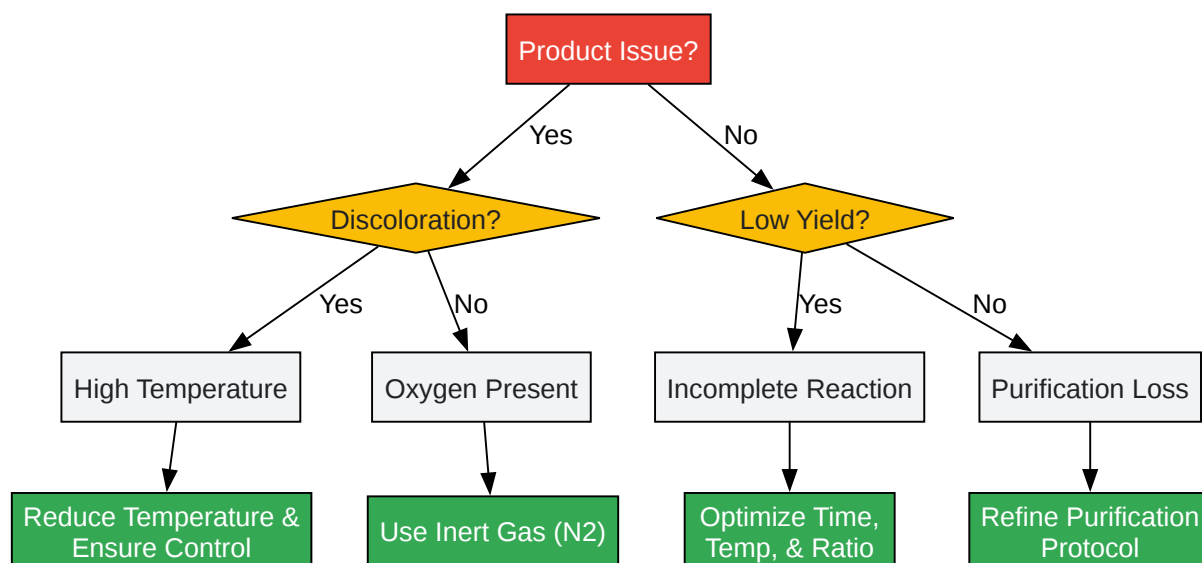 Product Issue?
Yes
No
Discoloration?
Low Yield?
Yes
No
Yes
No
High Temperature
Oxygen Present
Incomplete Reaction
Purification Loss
Reduce Temperature &
Ensure Control
Use Inert Gas (N2)
Optimize Time,
Temp, & Ratio
Refine Purification
Protocol